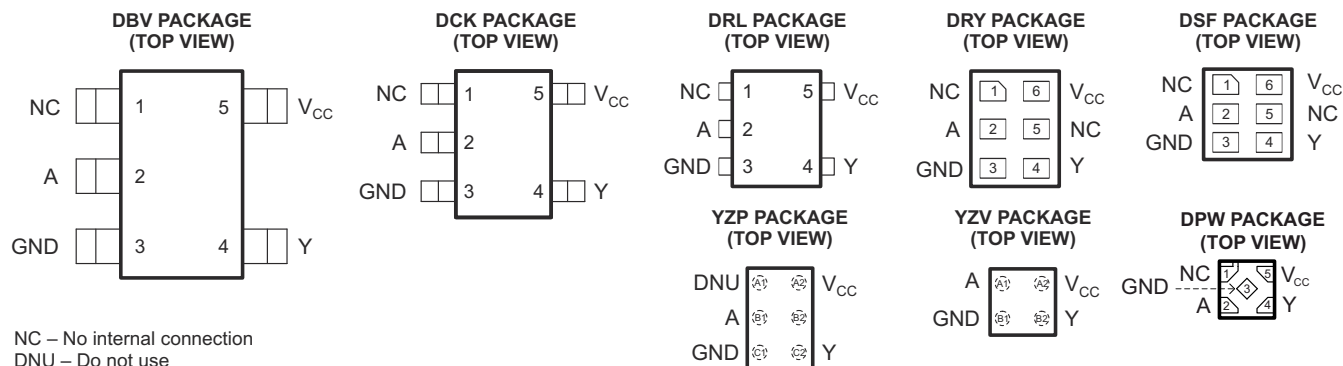 DBV PACKAGE
(TOP VIEW)
NC 1 5 VCC
A 2
GND 3 4 Y
DCK PACKAGE
(TOP VIEW)
NC 1 5 VCC
A 2
GND 3 4 Y
DRL PACKAGE
(TOP VIEW)
NC 1 5 VCC
A 2
GND 3 4 Y
DRY PACKAGE
(TOP VIEW)
NC 1 6 VCC
A 2 5 NC
GND 3 4 Y
DSF PACKAGE
(TOP VIEW)
NC 1 6 VCC
A 2 5 NC
GND 3 4 Y
YZP PACKAGE
(TOP VIEW)
DNU A1 A2 VCC
A B1 B2
GND C1 C2 Y
YZV PACKAGE
(TOP VIEW)
A A1 A2 VCC
GND B1 B2 Y
DPW PACKAGE
(TOP VIEW)
NC 1 5 VCC
GND 3
A 2 4 Y
NC – No internal connection
DNU – Do not use